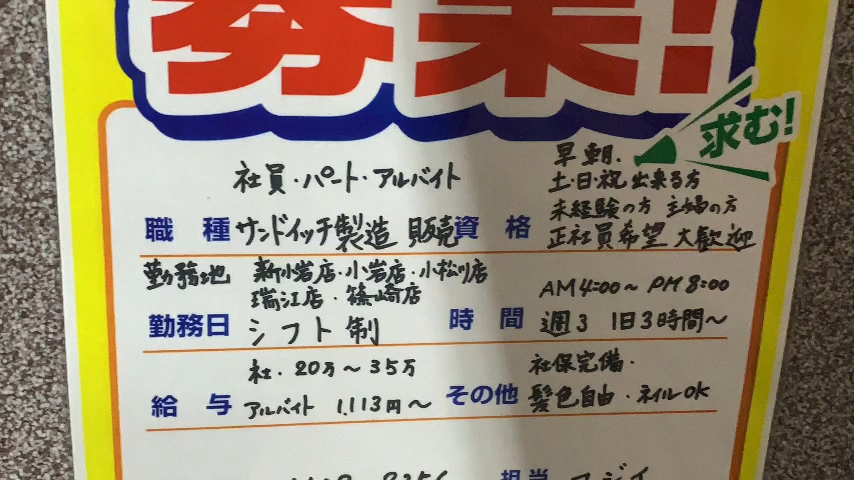 募集!
求む!
社員・パート・アルバイト
職種 サンドイッチ製造 販売
早朝.
土・日・祝 出来る方
未経験の方 主婦の方
資格 正社員希望 大歓迎
勤務地 新小岩店・小岩店・小松川店
瑞江店・篠崎店
勤務日 シフト制
AM4:00〜PM8:00
時間 週3 1日3時間〜
社. 20万〜35万
給与 アルバイト 1,113円〜
社保完備.
その他 髪色自由.ネイルOK
担当